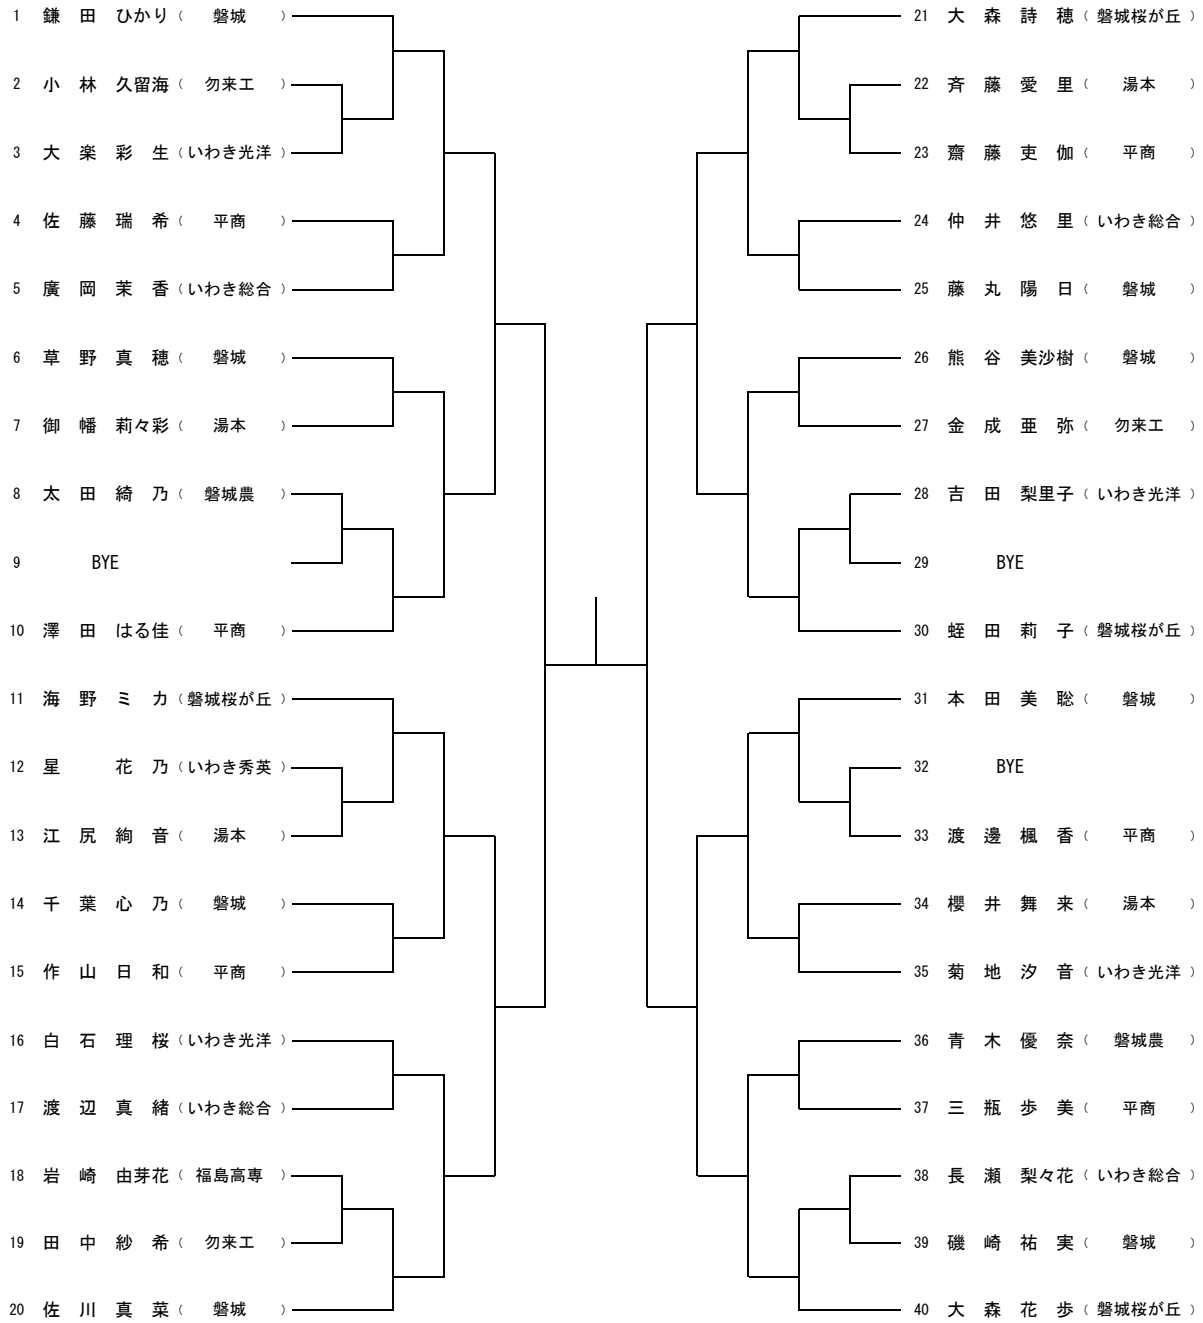 1 鎌 田 ひかり ( 磐城 )
2 小 林 久留海 ( 勿来工 )
3 大 楽 彩 生 ( いわき光洋 )
4 佐 藤 瑞 希 ( 平商 )
5 廣 岡 茉 香 ( いわき総合 )
6 草 野 真 穂 ( 磐城 )
7 御 幡 莉々彩 ( 湯本 )
8 太 田 綺 乃 ( 磐城農 )
9 BYE
10 澤 田 はる佳 ( 平商 )
11 海 野 ミ カ ( 磐城桜が丘 )
12 星 花 乃 ( いわき秀英 )
13 江 尻 絢 音 ( 湯本 )
14 千 葉 心 乃 ( 磐城 )
15 作 山 日 和 ( 平商 )
16 白 石 理 桜 ( いわき光洋 )
17 渡 辺 真 緒 ( いわき総合 )
18 岩 崎 由芽花 ( 福島高専 )
19 田 中 紗 希 ( 勿来工 )
20 佐 川 真 菜 ( 磐城 )
21 大 森 詩 穂 ( 磐城桜が丘 )
22 斉 藤 愛 里 ( 湯本 )
23 齋 藤 吏 伽 ( 平商 )
24 仲 井 悠 里 ( いわき総合 )
25 藤 丸 陽 日 ( 磐城 )
26 熊 谷 美沙樹 ( 磐城 )
27 金 成 亜 弥 ( 勿来工 )
28 吉 田 梨里子 ( いわき光洋 )
29 BYE
30 蛭 田 莉 子 ( 磐城桜が丘 )
31 本 田 美 聡 ( 磐城 )
32 BYE
33 渡 邊 楓 香 ( 平商 )
34 櫻 井 舞 来 ( 湯本 )
35 菊 地 汐 音 ( いわき光洋 )
36 青 木 優 奈 ( 磐城農 )
37 三 瓶 歩 美 ( 平商 )
38 長 瀬 梨々花 ( いわき総合 )
39 磯 崎 祐 実 ( 磐城 )
40 大 森 花 歩 ( 磐城桜が丘 )